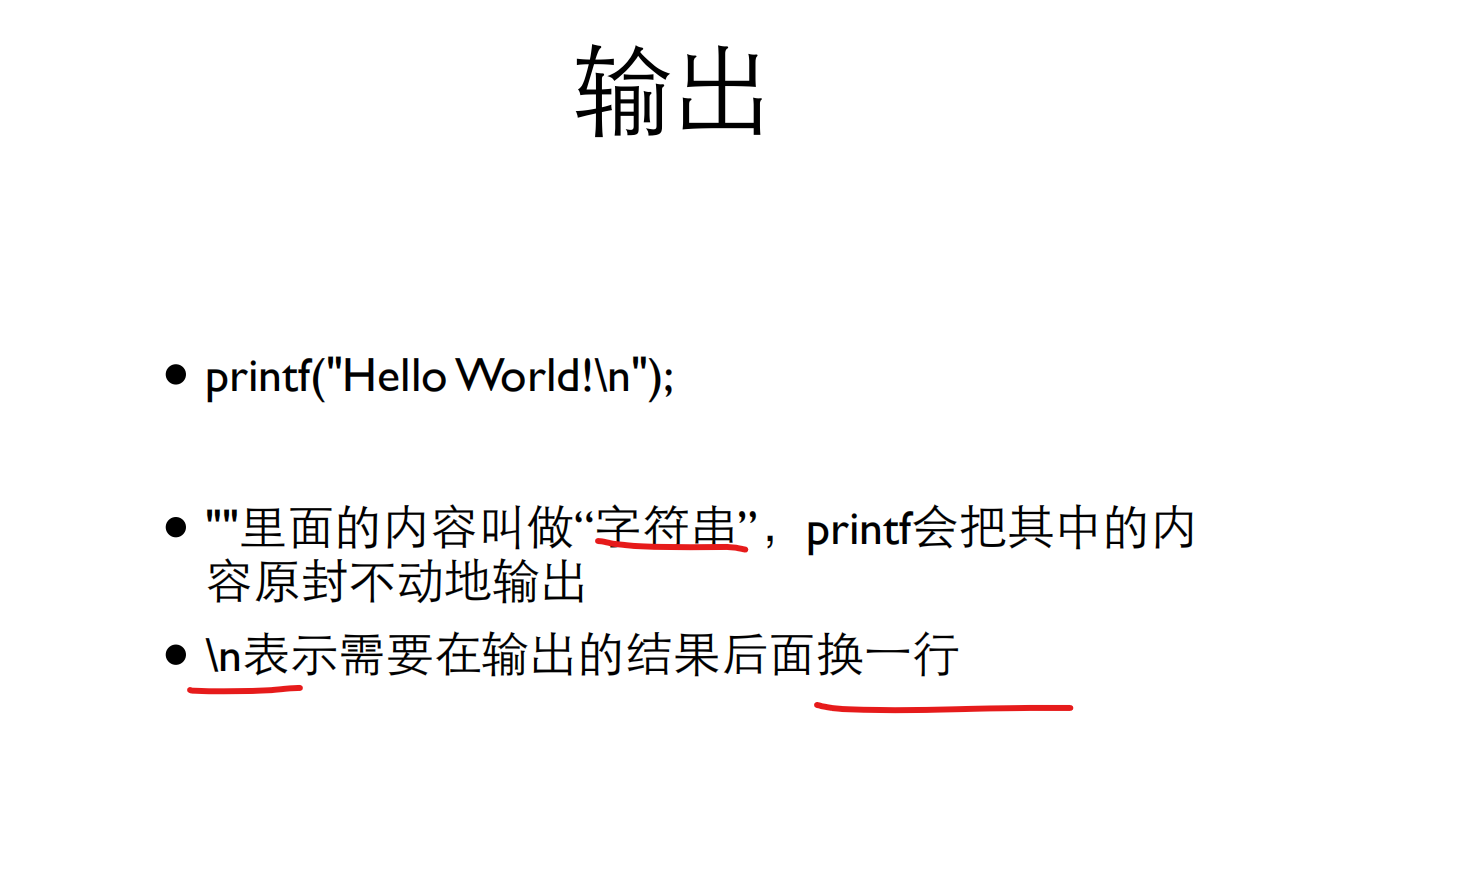 输出
● printf("Hello World!\n");
● ""里面的内容叫做“字符串”，printf会把其中的内
容原封不动地输出
● \n表示需要在输出的结果后面换一行